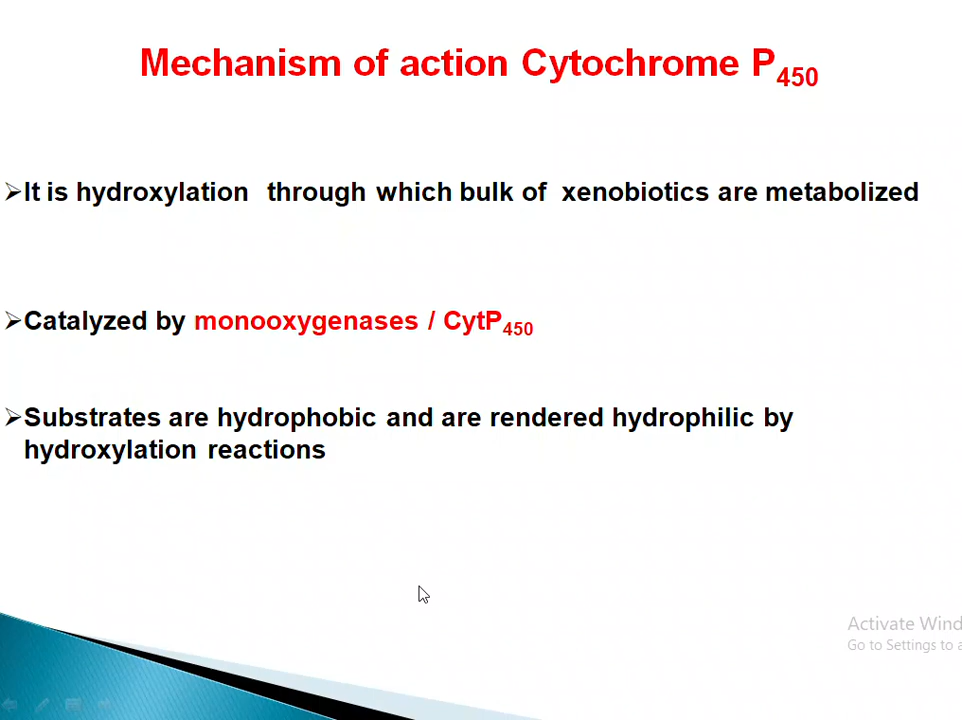 Mechanism of action Cytochrome P450
➢It is hydroxylation through which bulk of xenobiotics are metabolized
➢Catalyzed by monooxygenases / CytP450
➢Substrates are hydrophobic and are rendered hydrophilic by
hydroxylation reactions
Activate Wind
Go to Settings to a